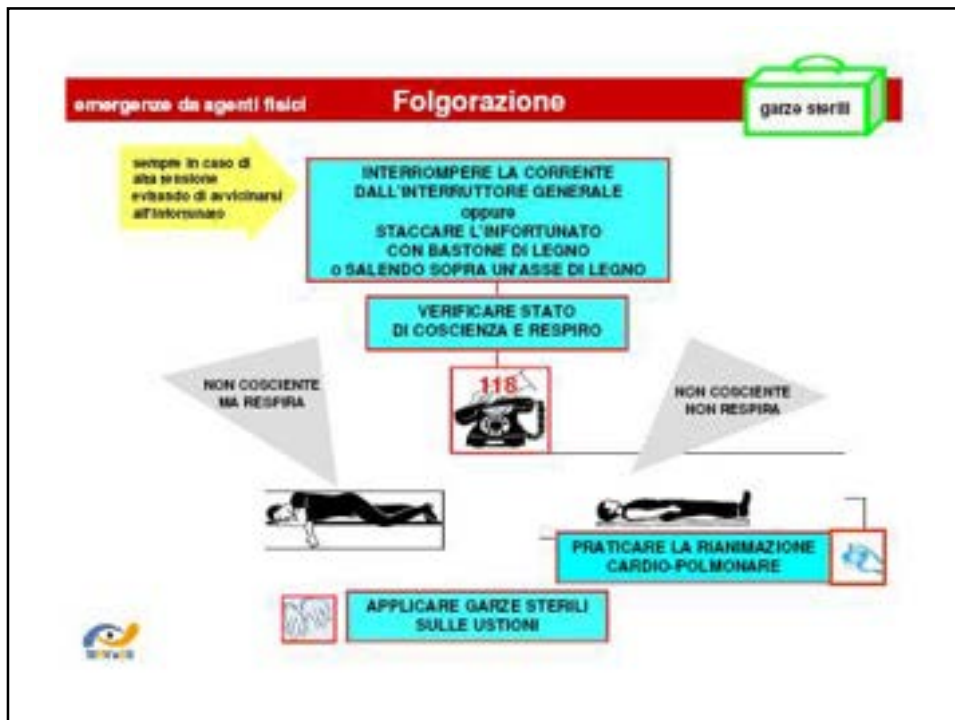 emergenze da agenti fisici
Folgorazione
garze sterili
sempre in caso di
alta tensione
evitando di avvicinarsi
all'infortunato
INTERROMPERE LA CORRENTE
DALL'INTERRUTTORE GENERALE
oppure
STACCARE L'INFORTUNATO
CON BASTONE DI LEGNO
o SALENDO SOPRA UN'ASSE DI LEGNO
VERIFICARE STATO
DI COSCIENZA E RESPIRO
118
NON COSCIENTE
MA RESPIRA
NON COSCIENTE
NON RESPIRA
PRATICARE LA RIANIMAZIONE
CARDIO-POLMONARE
APPLICARE GARZE STERILI
SULLE USTIONI